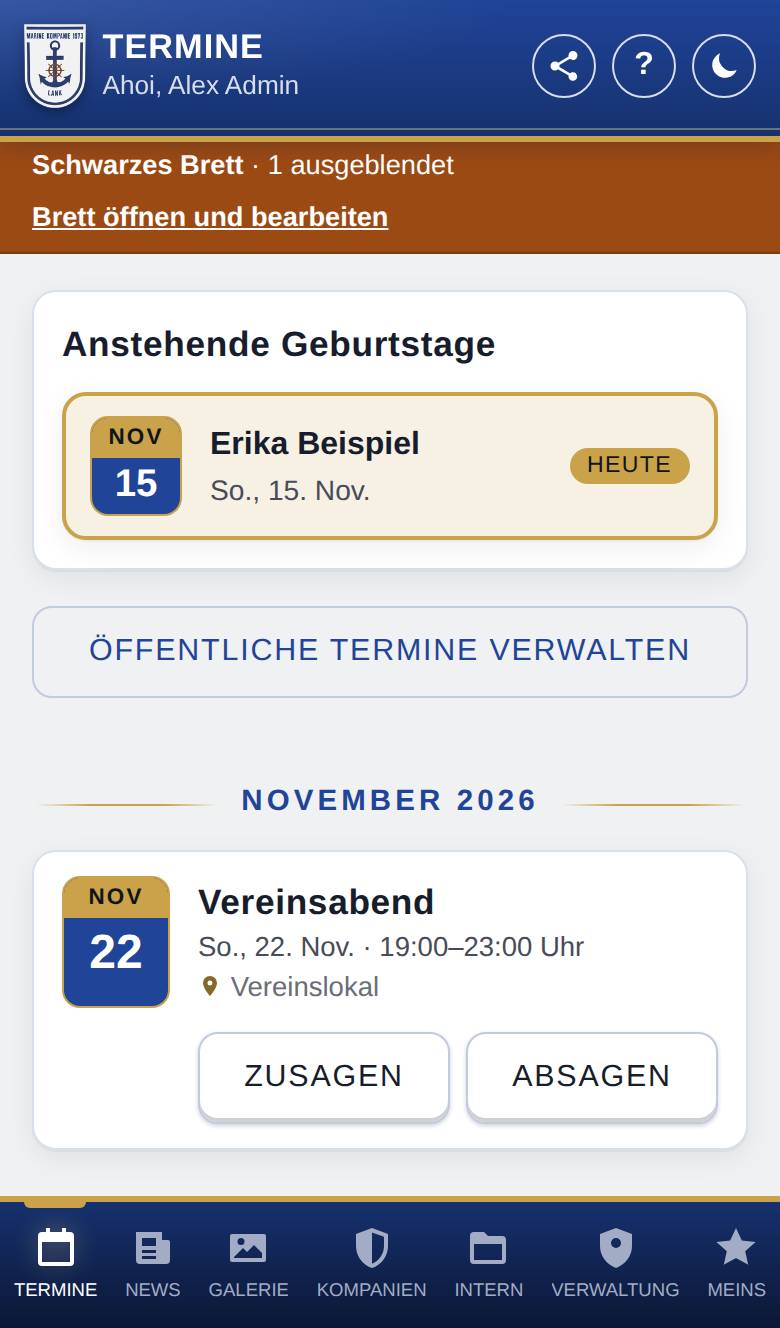 MARINE KOMPANIE 1973
LANK
TERMINE
Ahoi, Alex Admin
?
Schwarzes Brett · 1 ausgeblendet
Brett öffnen und bearbeiten
Anstehende Geburtstage
NOV
15
Erika Beispiel
So., 15. Nov.
HEUTE
ÖFFENTLICHE TERMINE VERWALTEN
NOVEMBER 2026
NOV
22
Vereinsabend
So., 22. Nov. · 19:00–23:00 Uhr
Vereinslokal
ZUSAGEN
ABSAGEN
TERMINE
NEWS
GALERIE
KOMPANIEN
INTERN
VERWALTUNG
MEINS